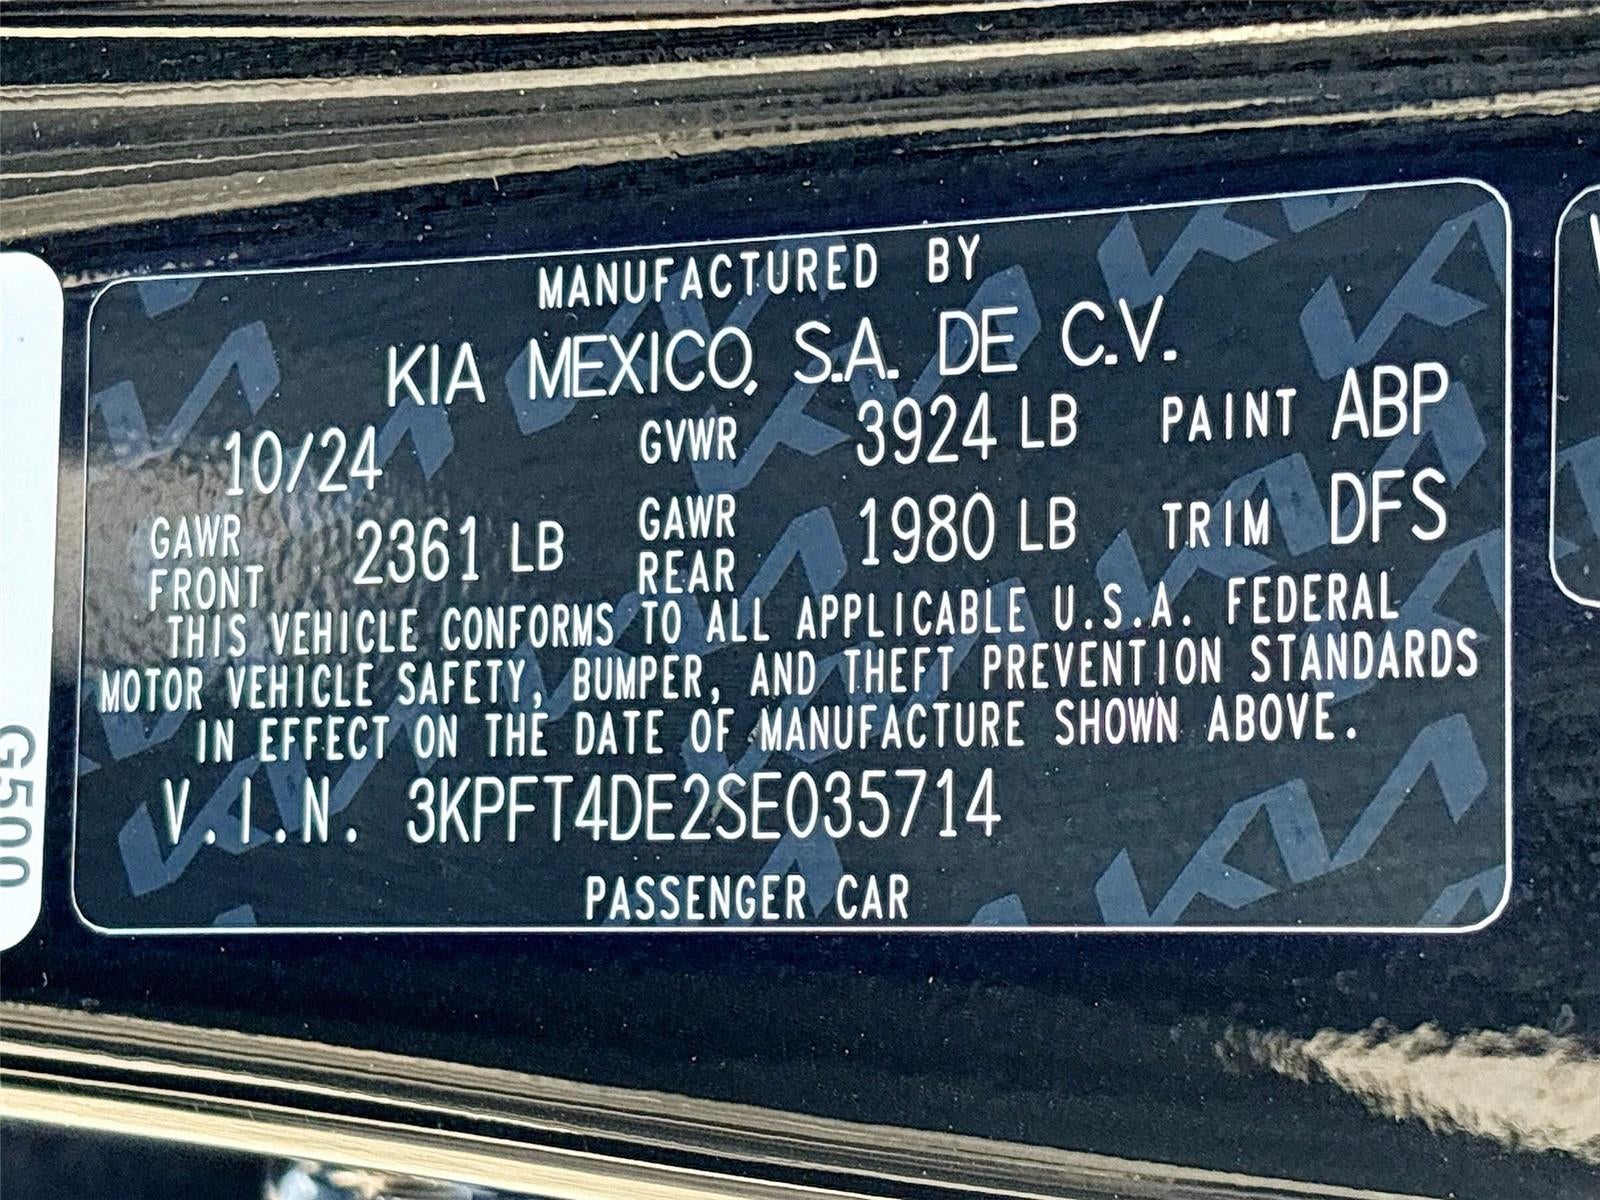 MANUFACTURED BY
KIA MEXICO, S.A. DE C.V.
10/24 GVWR 3924 LB PAINT ABP
GAWR FRONT 2361 LB GAWR REAR 1980 LB TRIM DFS
THIS VEHICLE CONFORMS TO ALL APPLICABLE U.S.A. FEDERAL
MOTOR VEHICLE SAFETY, BUMPER, AND THEFT PREVENTION STANDARDS
IN EFFECT ON THE DATE OF MANUFACTURE SHOWN ABOVE.
V.I.N. 3KPFT4DE2SE035714
PASSENGER CAR
G500